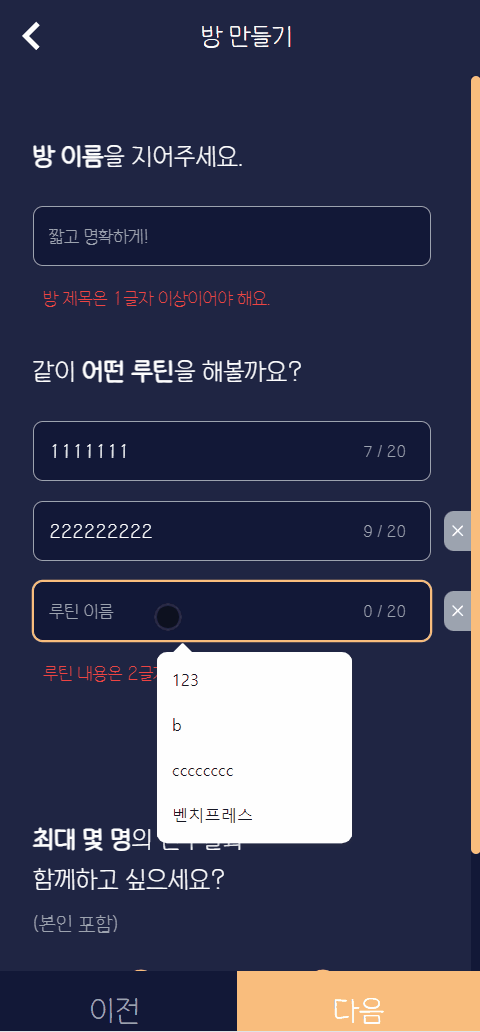 방 만들기
방 이름을 지어주세요.
짧고 명확하게!
방 제목은 1글자 이상이어야 해요.
같이 어떤 루틴을 해볼까요?
1111111 7 / 20
222222222 9 / 20
루틴 이름 0 / 20
루틴 내용은 2글
123
b
cccccccc
벤치프레스
최대 몇 명의
함께하고 싶으세요?
(본인 포함)
이전 다음